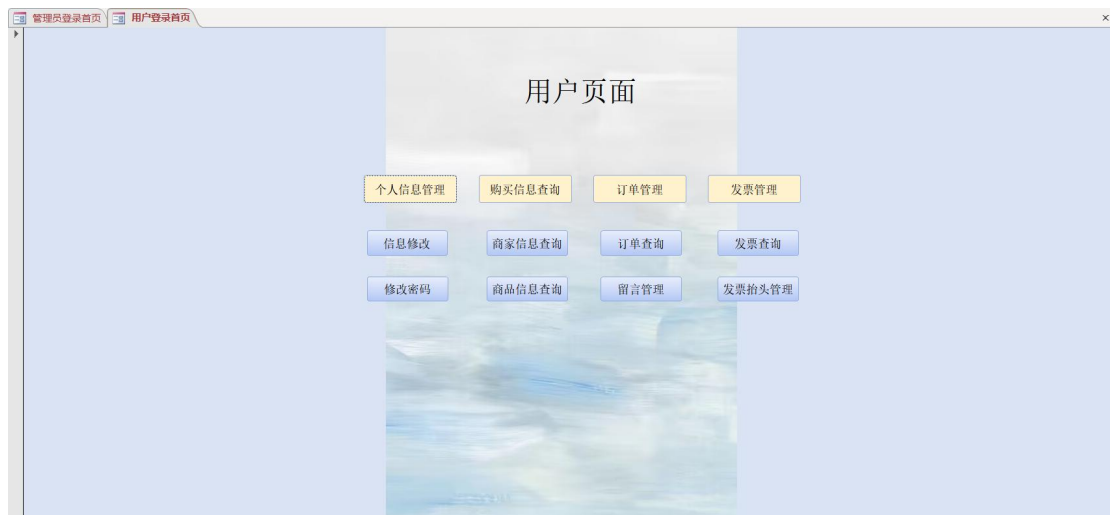 管理员登录首页 用户登录首页
用户页面
个人信息管理 购买信息查询 订单管理 发票管理
信息修改 商家信息查询 订单查询 发票查询
修改密码 商品信息查询 留言管理 发票抬头管理